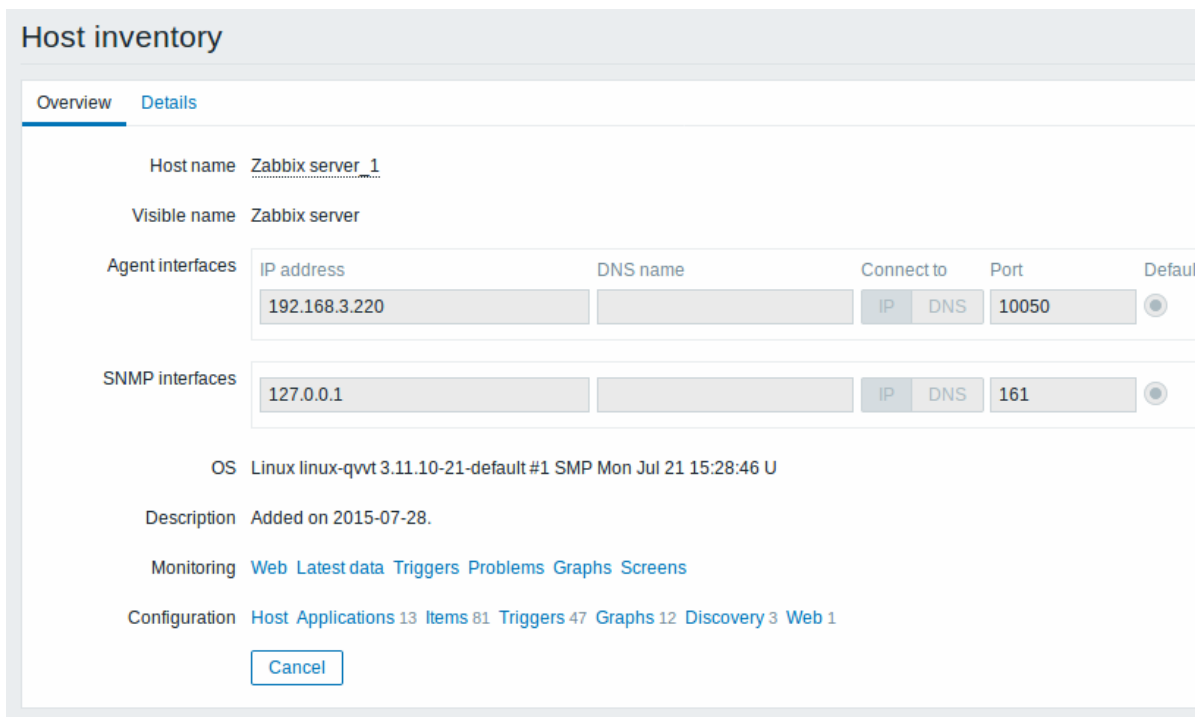 Host inventory
Overview Details
Host name Zabbix server_1
Visible name Zabbix server
Agent interfaces IP address DNS name Connect to Port Defaul
192.168.3.220 IP DNS 10050
SNMP interfaces
127.0.0.1 IP DNS 161
OS Linux linux-qvvt 3.11.10-21-default #1 SMP Mon Jul 21 15:28:46 U
Description Added on 2015-07-28.
Monitoring Web Latest data Triggers Problems Graphs Screens
Configuration Host Applications 13 Items 81 Triggers 47 Graphs 12 Discovery 3 Web 1
Cancel